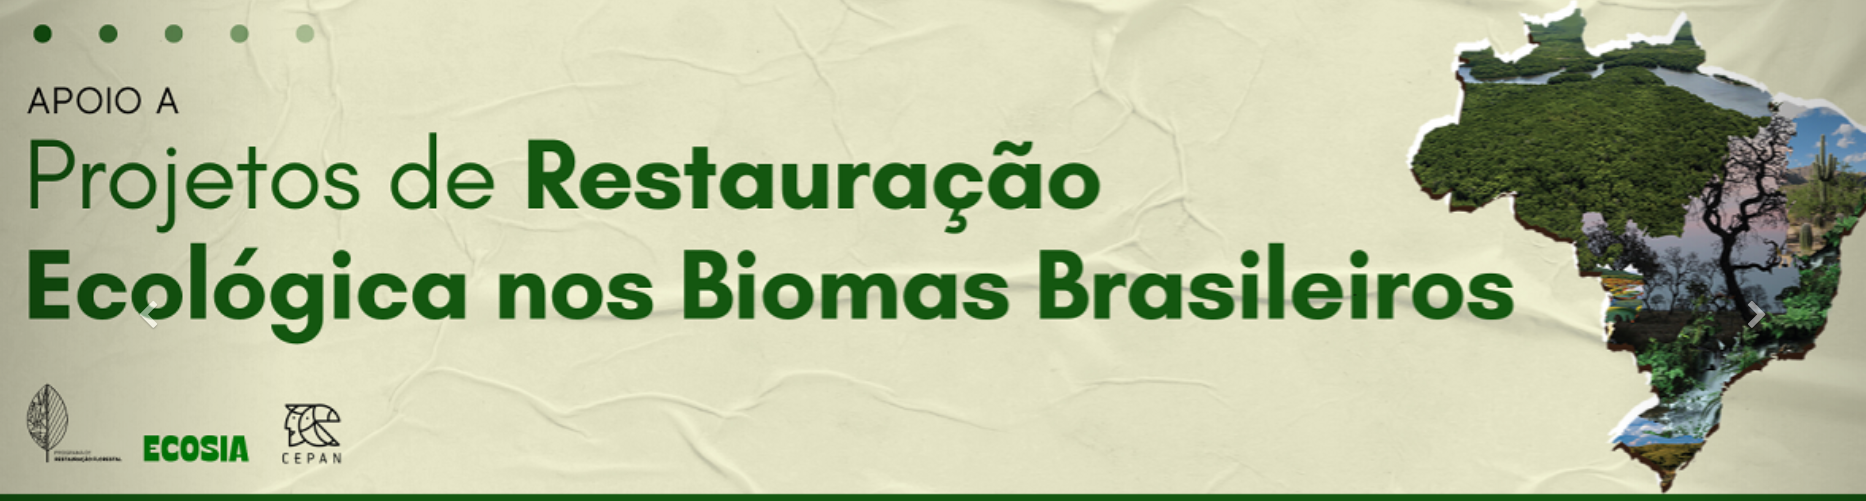 APOIO A
Projetos de Restauração
Ecológica nos Biomas Brasileiros
PROGRAMA DE
RESTAURAÇÃO FLORESTAL
ECOSIA
CEPAN